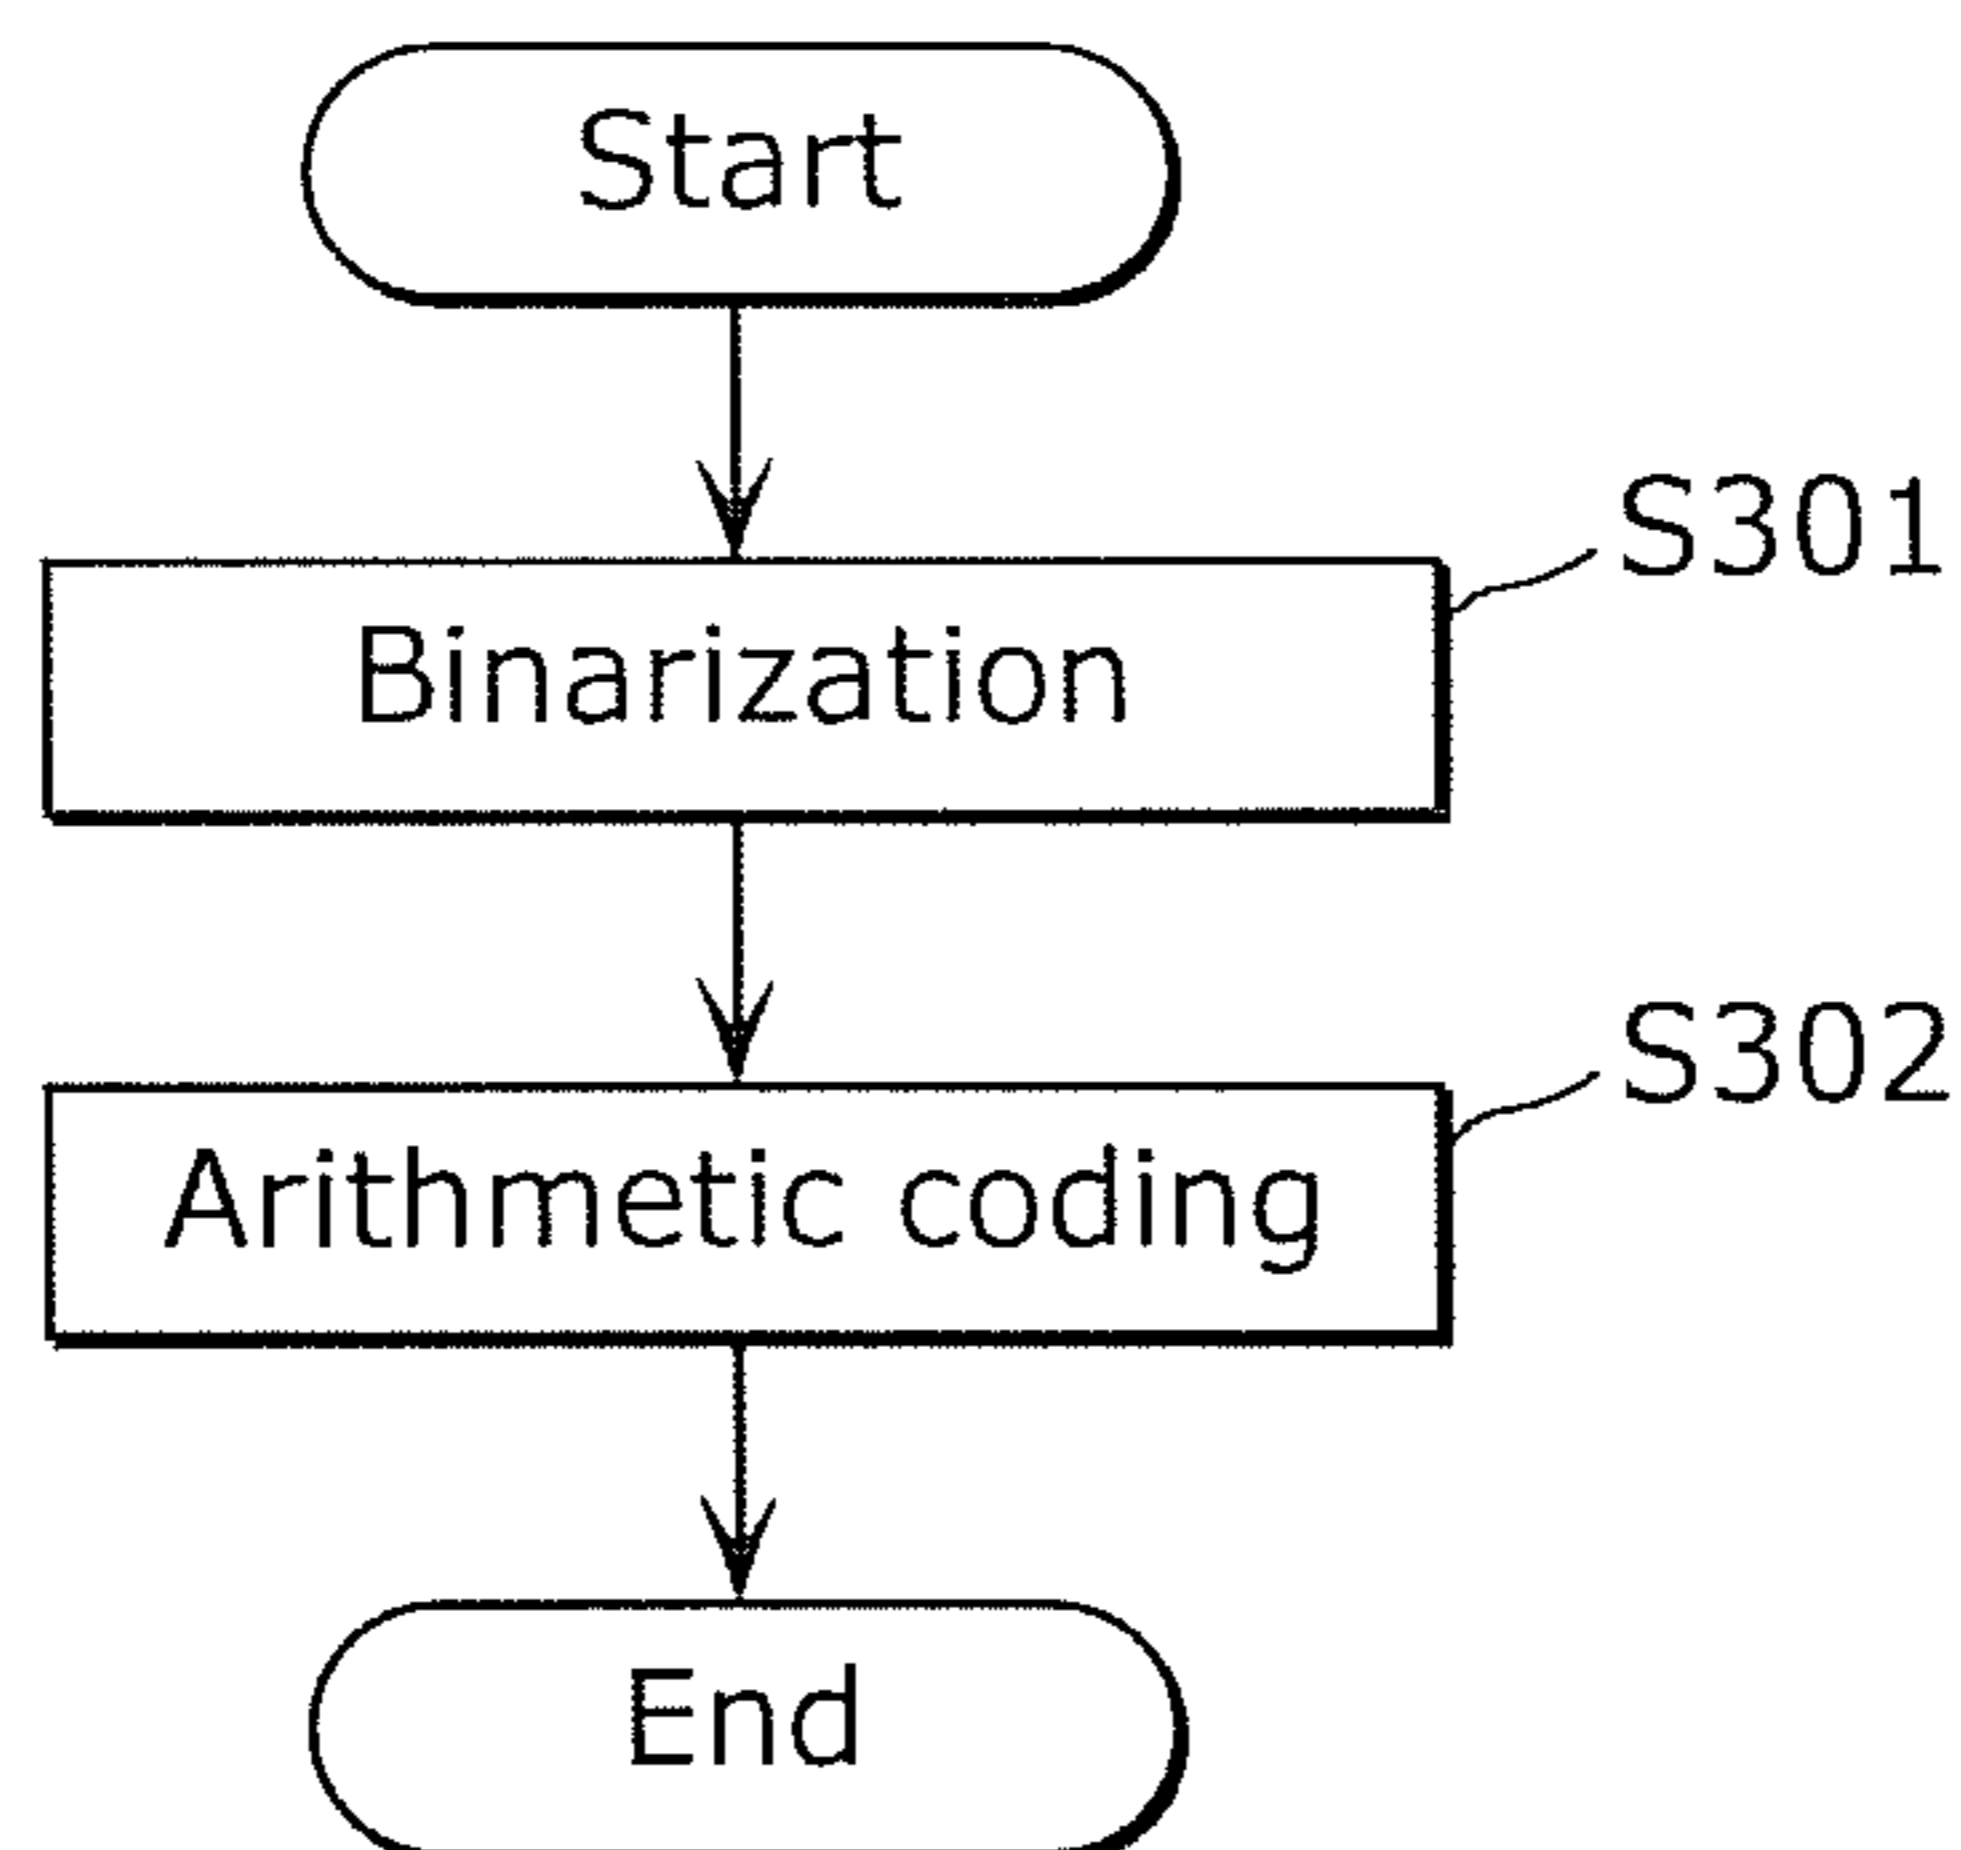 Start
S301
Binarization
S302
Arithmetic coding
End